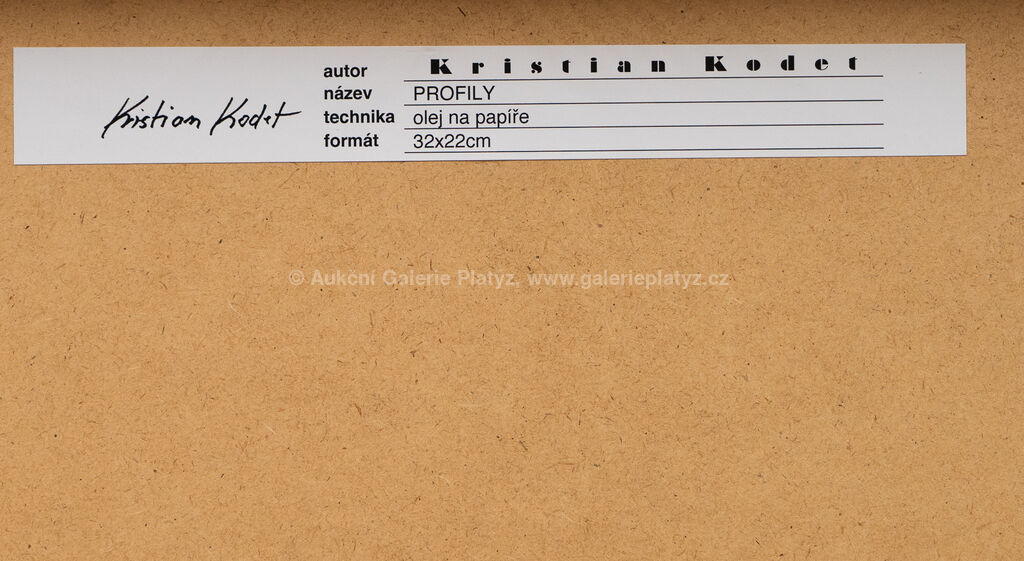 Kristian Kodet
autor Kristian Kodet
název PROFILY
technika olej na papíře
formát 32x22cm
© Aukční Galerie Platyz, www.galerieplatyz.cz